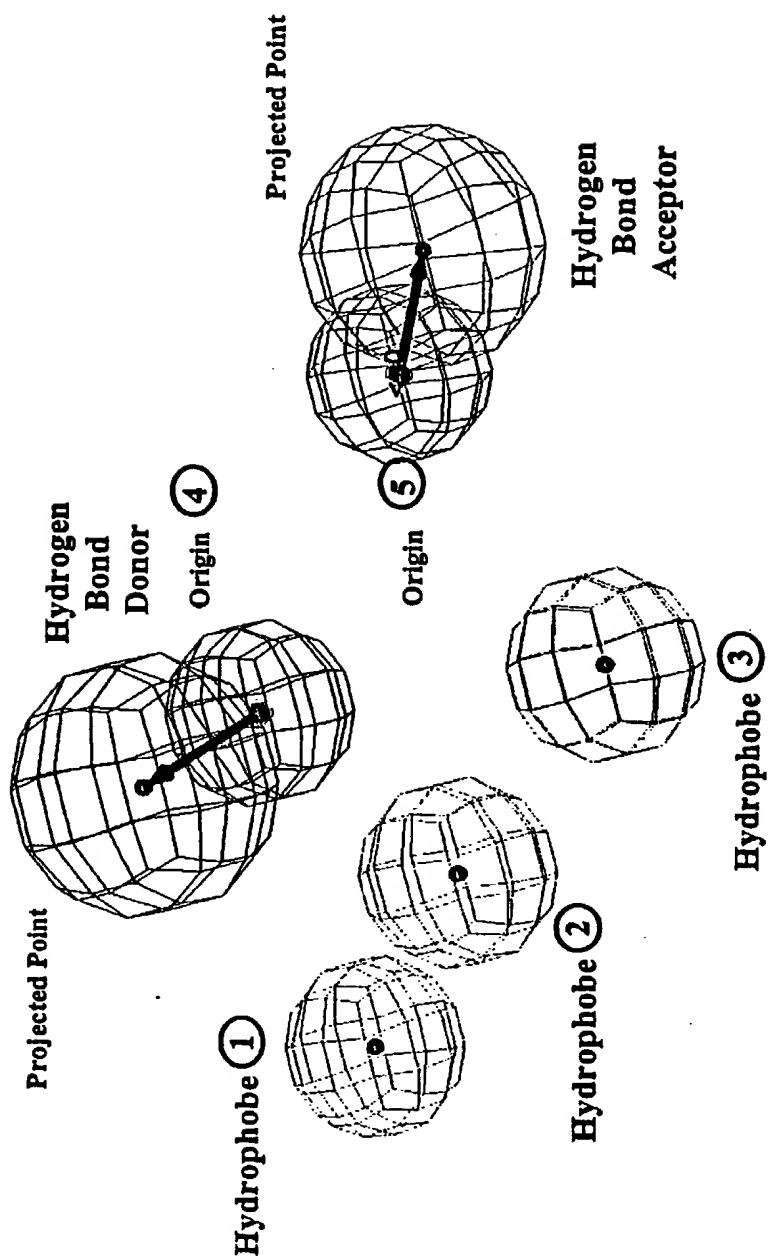 Projected Point
Hydrogen
Bond
Donor
Origin 4
Hydrophobe 1
Projected Point
Origin 5
Hydrophobe 2
Hydrogen
Bond
Acceptor
Hydrophobe 3